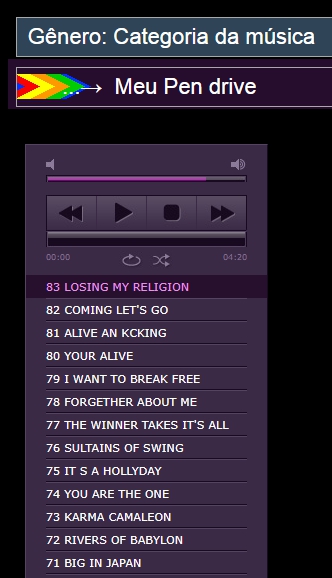 Gênero: Categoria da música
...→ Meu Pen drive
00:00 04:20
83 LOSING MY RELIGION
82 COMING LET'S GO
81 ALIVE AN KCKING
80 YOUR ALIVE
79 I WANT TO BREAK FREE
78 FORGETHER ABOUT ME
77 THE WINNER TAKES IT'S ALL
76 SULTAINS OF SWING
75 IT S A HOLLYDAY
74 YOU ARE THE ONE
73 KARMA CAMALEON
72 RIVERS OF BABYLON
71 BIG IN JAPAN